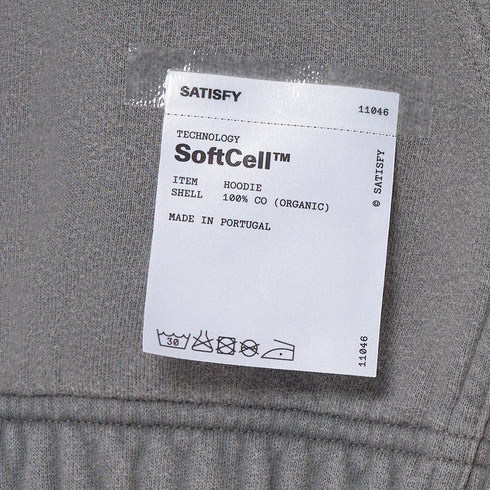 SATISFY
11046
TECHNOLOGY
SoftCell™
ITEM HOODIE
SHELL 100% CO (ORGANIC)
MADE IN PORTUGAL
© SATISFY
30
11046